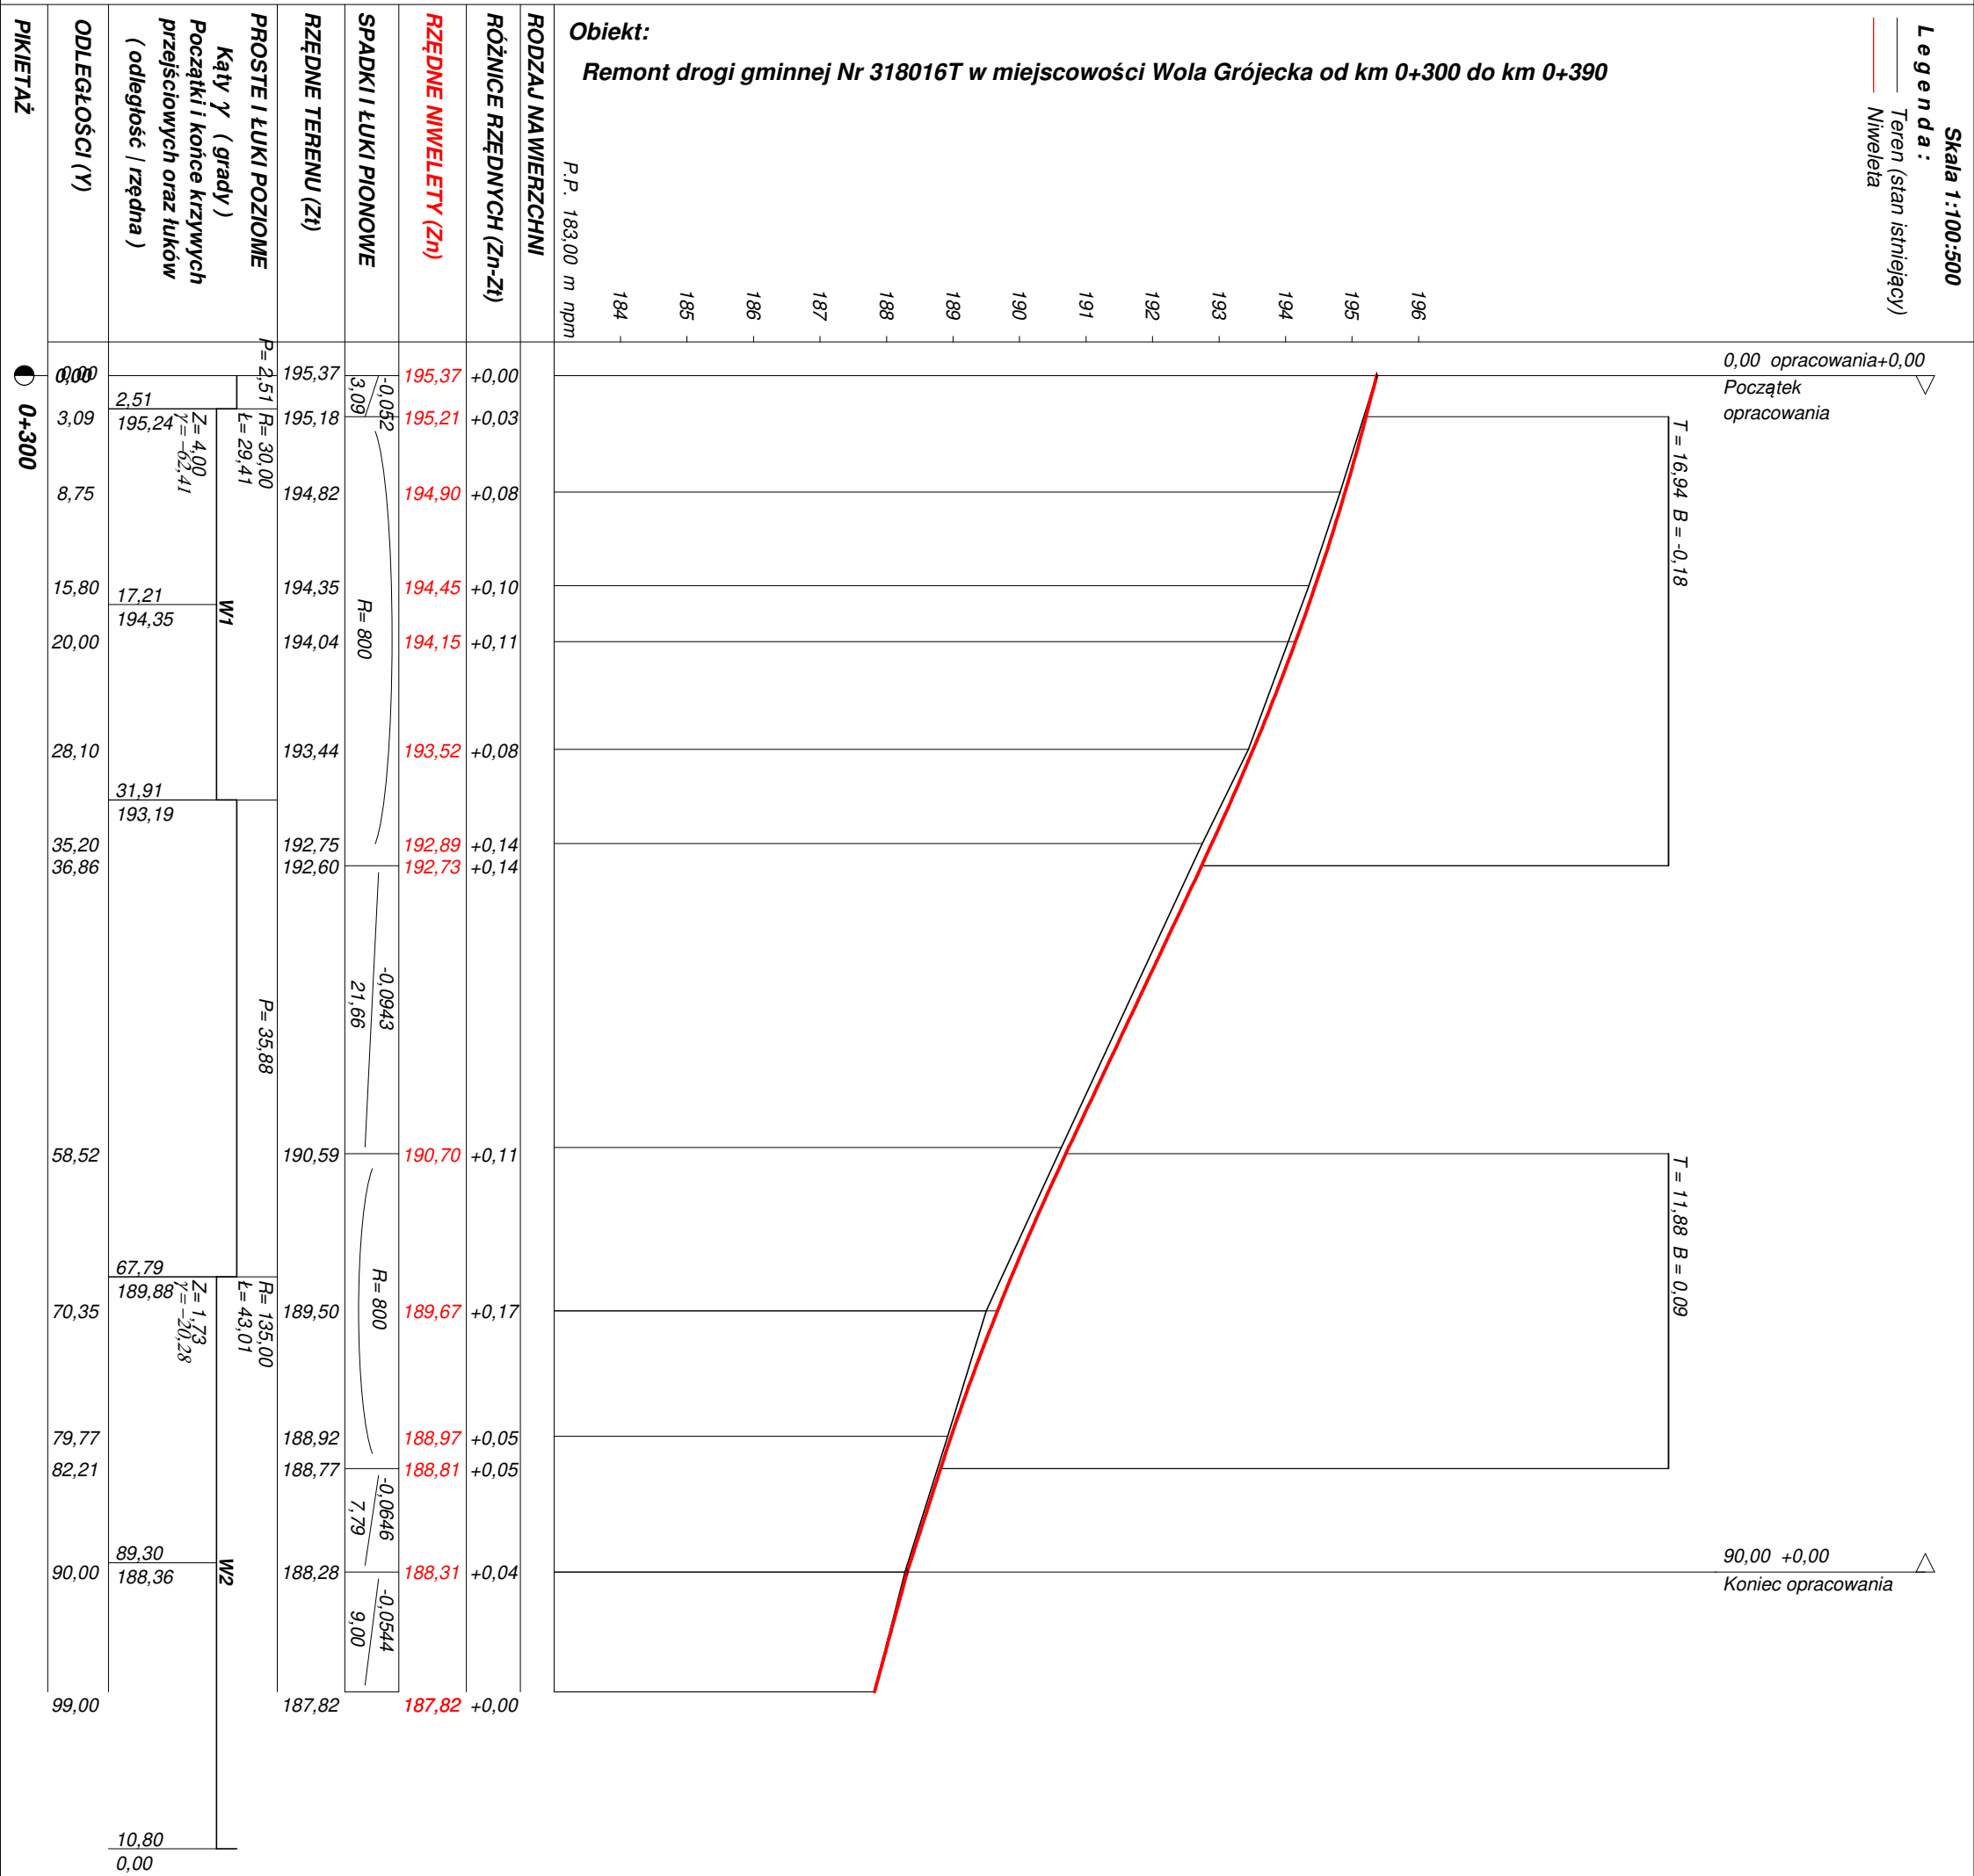 Skala 1:100:500
Legenda:
Teren (stan istniejący)
Niweleta
Obiekt:
Remont drogi gminnej Nr 318016T w miejscowości Wola Grójecka od km 0+300 do km 0+390
0,00 opracowania+0,00
Początek
opracowania
T = 16,94 B = -0,18
T = 11,88 B = 0,09
90,00 +0,00
Koniec opracowania
196
195
194
193
192
191
190
189
188
187
186
185
184
P.P. 183,00 m npm
RODZAJ NAWIERZCHNI
RÓŻNICE RZĘDNYCH (Zn-Zt)
+0,00
+0,03
+0,08
+0,10
+0,11
+0,08
+0,14
+0,14
+0,11
+0,17
+0,05
+0,05
+0,04
+0,00
RZĘDNE NIWELETY (Zn)
195,37
195,21
194,90
194,45
194,15
193,52
192,89
192,73
190,70
189,67
188,97
188,81
188,31
187,82
SPADKI I ŁUKI PIONOWE
-0,052
3,09
R= 800
-0,0943
21,66
R= 800
-0,0646
7,79
-0,0544
9,00
RZĘDNE TERENU (Zt)
195,37
195,18
194,82
194,35
194,04
193,44
192,75
192,60
190,59
189,50
188,92
188,77
188,28
187,82
PROSTE I ŁUKI POZIOME
Kąty γ ( grady )
Początki i końce krzywych
przejściowych oraz łuków
( odległość / rzędna )
P= 2,51
R= 30,00
Ł= 29,41
Z= 4,00
γ= −62,41
W1
P= 35,88
R= 135,00
Ł= 43,01
Z= 1,73
γ= −20,28
W2
2,51
195,24
17,21
194,35
31,91
193,19
67,79
189,88
89,30
188,36
10,80
0,00
ODLEGŁOŚCI (Y)
0,00
3,09
8,75
15,80
20,00
28,10
35,20
36,86
58,52
70,35
79,77
82,21
90,00
99,00
PIKIETAŻ
0+300